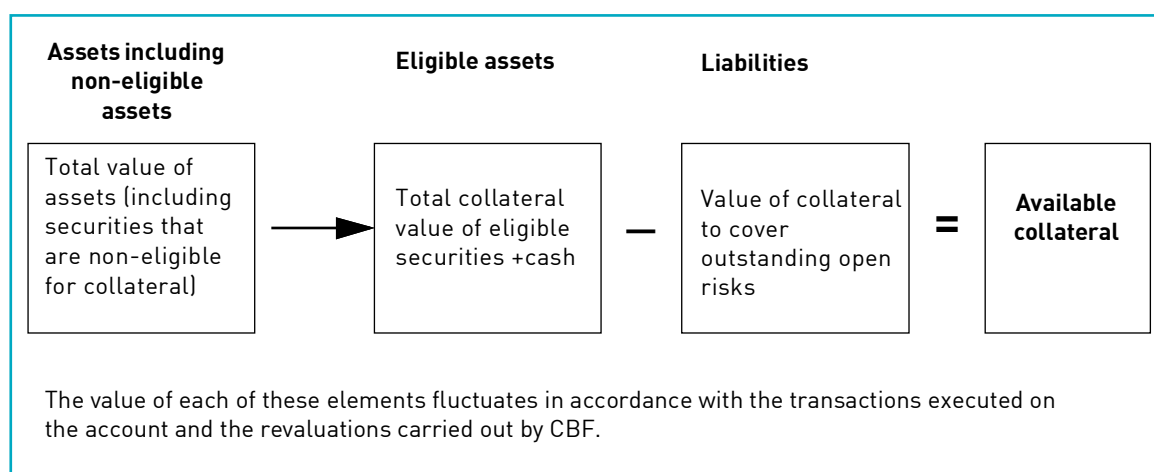 Assets including
non-eligible
assets
Eligible assets
Liabilities
Total value of
assets (including
securities that
are non-eligible
for collateral)
Total collateral
value of eligible
securities +cash
—
Value of collateral
to cover
outstanding open
risks
=
Available
collateral
The value of each of these elements fluctuates in accordance with the transactions executed on
the account and the revaluations carried out by CBF.